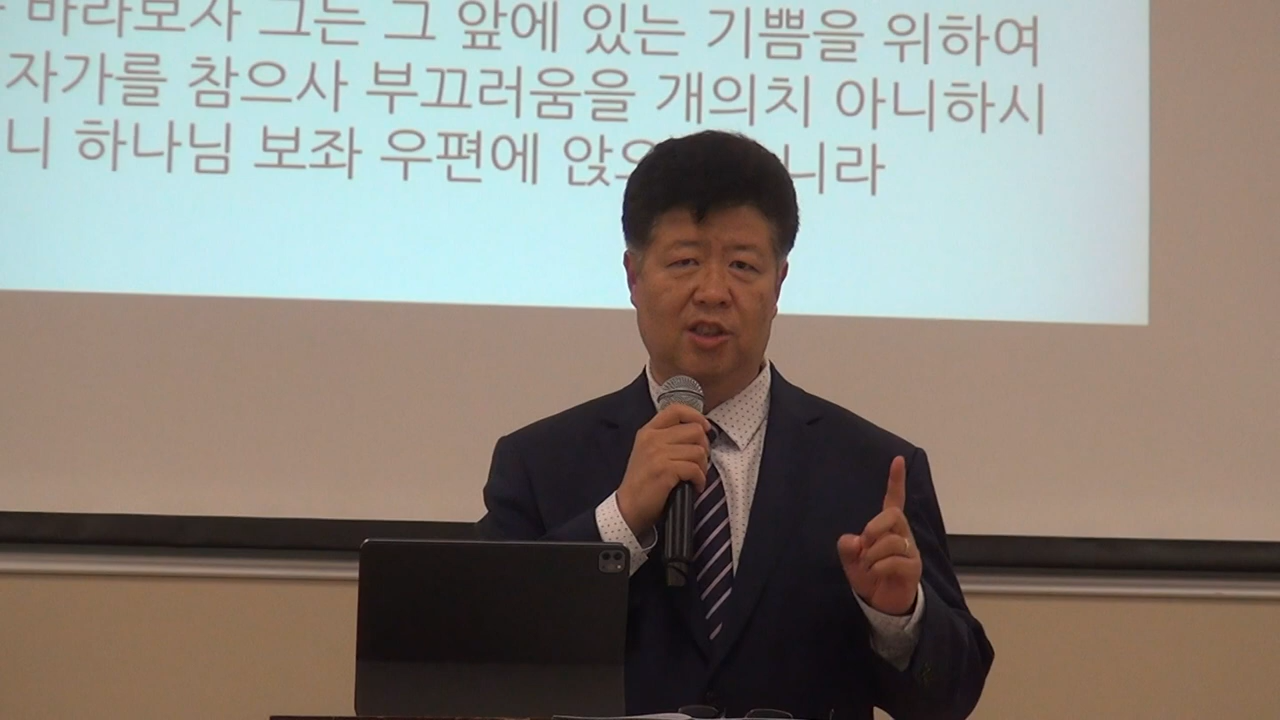 바라보자 그는 그 앞에 있는 기쁨을 위하여
자가를 참으사 부끄러움을 개의치 아니하시
니 하나님 보좌 우편에 앉으 니라